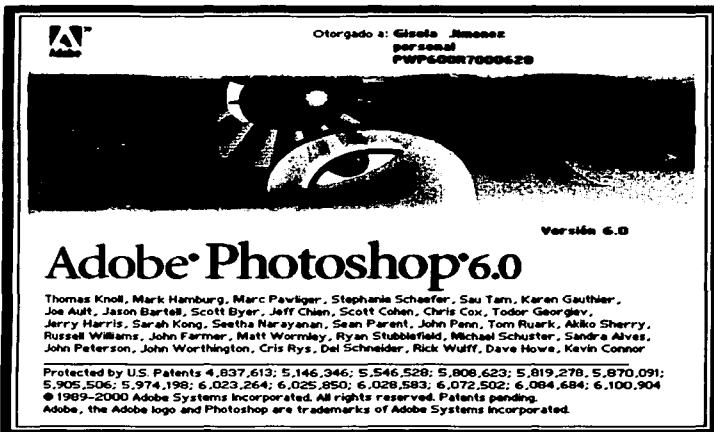 Adobe™
Otorgado a: Gisela Jimenez
personal
PWP600R7000628
Versión 6.0
Adobe® Photoshop® 6.0
Thomas Knoll, Mark Hamburg, Marc Pawliger, Stephanie Schaefer, Sau Tam, Karen Gauthier,
Joe Ault, Jason Bartell, Scott Byer, Jeff Chien, Scott Cohen, Chris Cox, Todor Georgiev,
Jerry Harris, Sarah Kong, Seetha Narayanan, Sean Parent, John Penn, Tom Ruark, Akiko Sherry,
Russell Williams, John Farmer, Matt Wormley, Ryan Stubblefield, Michael Schuster, Sandra Alves,
John Peterson, John Worthington, Cris Rys, Del Schneider, Rick Wulff, Dave Howe, Kevin Connor
Protected by U.S. Patents 4,837,613; 5,146,346; 5,546,528; 5,808,623; 5,819,278, 5,870,091;
5,905,506; 5,974,198; 6,023,264; 6,025,850; 6,028,583; 6,072,502; 6,084,684; 6,100,904
© 1989-2000 Adobe Systems Incorporated. All rights reserved. Patents pending.
Adobe, the Adobe logo and Photoshop are trademarks of Adobe Systems Incorporated.